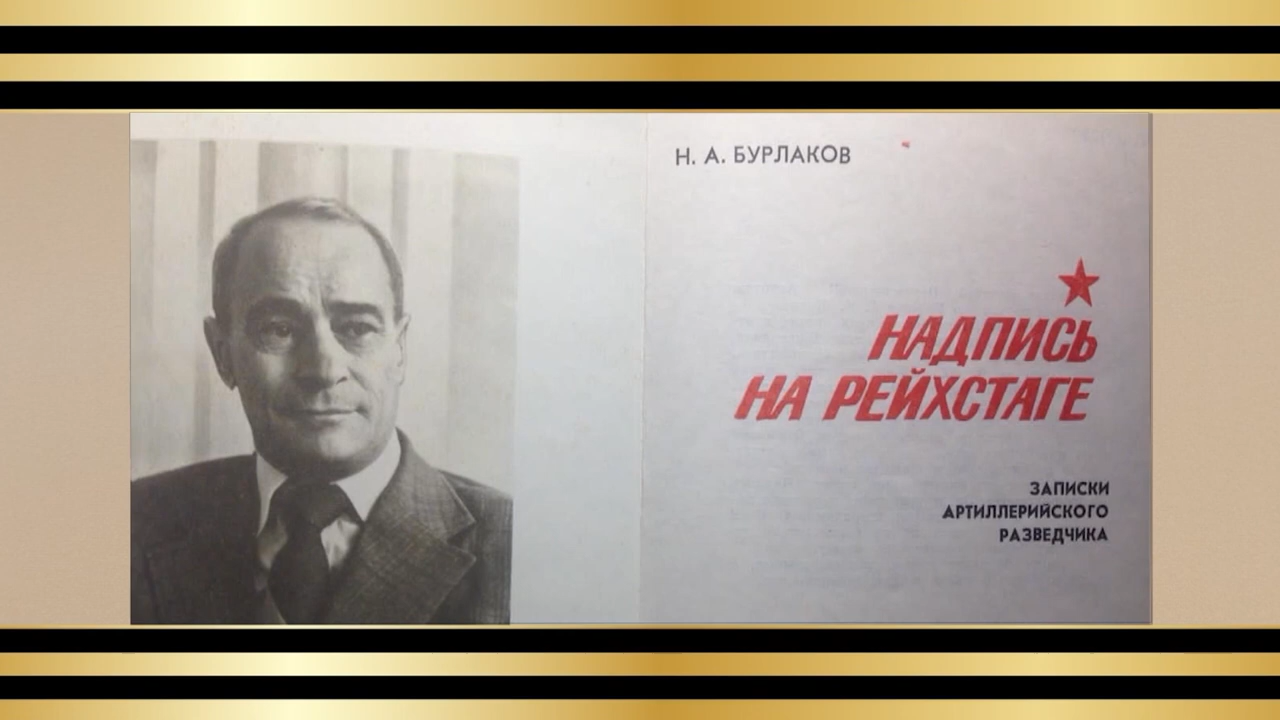 Н. А. БУРЛАКОВ
НАДПИСЬ
НА РЕЙХСТАГЕ
ЗАПИСКИ
АРТИЛЛЕРИЙСКОГО
РАЗВЕДЧИКА